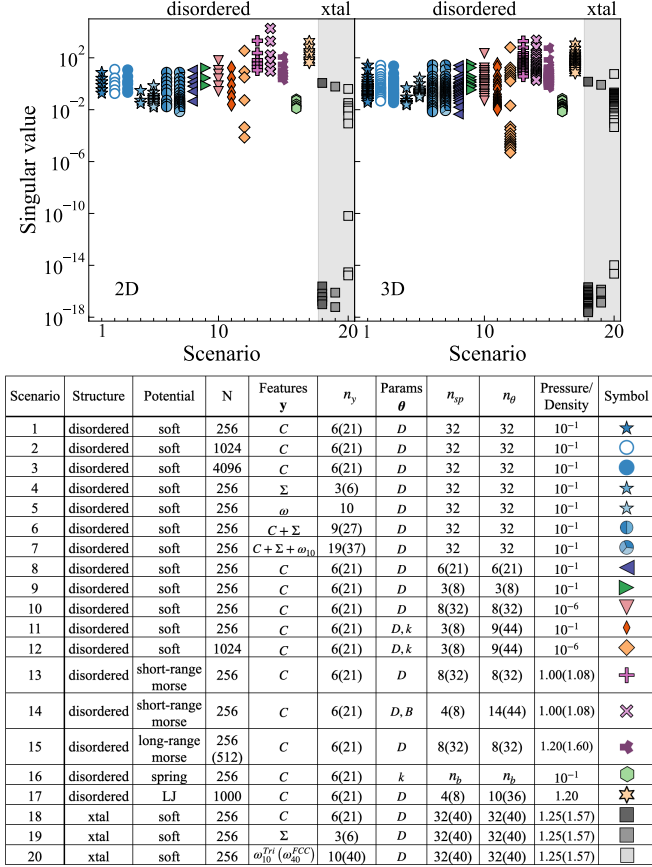 disordered xtal disordered xtal
Singular value
10² 10⁻² 10⁻⁶ 10⁻¹⁰ 10⁻¹⁴ 10⁻¹⁸
2D 3D
1 10 20 1 10 20
Scenario Scenario
Scenario Structure Potential N Features y n_y Params θ n_sp n_θ Pressure/Density Symbol
1 disordered soft 256 C 6(21) D 32 32 10⁻¹
2 disordered soft 1024 C 6(21) D 32 32 10⁻¹
3 disordered soft 4096 C 6(21) D 32 32 10⁻¹
4 disordered soft 256 Σ 3(6) D 32 32 10⁻¹
5 disordered soft 256 ω 10 D 32 32 10⁻¹
6 disordered soft 256 C + Σ 9(27) D 32 32 10⁻¹
7 disordered soft 256 C + Σ + ω₁₀ 19(37) D 32 32 10⁻¹
8 disordered soft 256 C 6(21) D 6(21) 6(21) 10⁻¹
9 disordered soft 256 C 6(21) D 3(8) 3(8) 10⁻¹
10 disordered soft 256 C 6(21) D 8(32) 8(32) 10⁻⁶
11 disordered soft 256 C 6(21) D, k 3(8) 9(44) 10⁻¹
12 disordered soft 1024 C 6(21) D, k 3(8) 9(44) 10⁻⁶
13 disordered short-range morse 256 C 6(21) D 8(32) 8(32) 1.00(1.08)
14 disordered short-range morse 256 C 6(21) D, B 4(8) 14(44) 1.00(1.08)
15 disordered long-range morse 256 (512) C 6(21) D 8(32) 8(32) 1.20(1.60)
16 disordered spring 256 C 6(21) k n_b n_b 10⁻¹
17 disordered LJ 1000 C 6(21) D 4(8) 10(36) 1.20
18 xtal soft 256 C 6(21) D 32(40) 32(40) 1.25(1.57)
19 xtal soft 256 Σ 3(6) D 32(40) 32(40) 1.25(1.57)
20 xtal soft 256 ω₁₀^Tri (ω₄₀^FCC) 10(40) D 32(40) 32(40) 1.25(1.57)